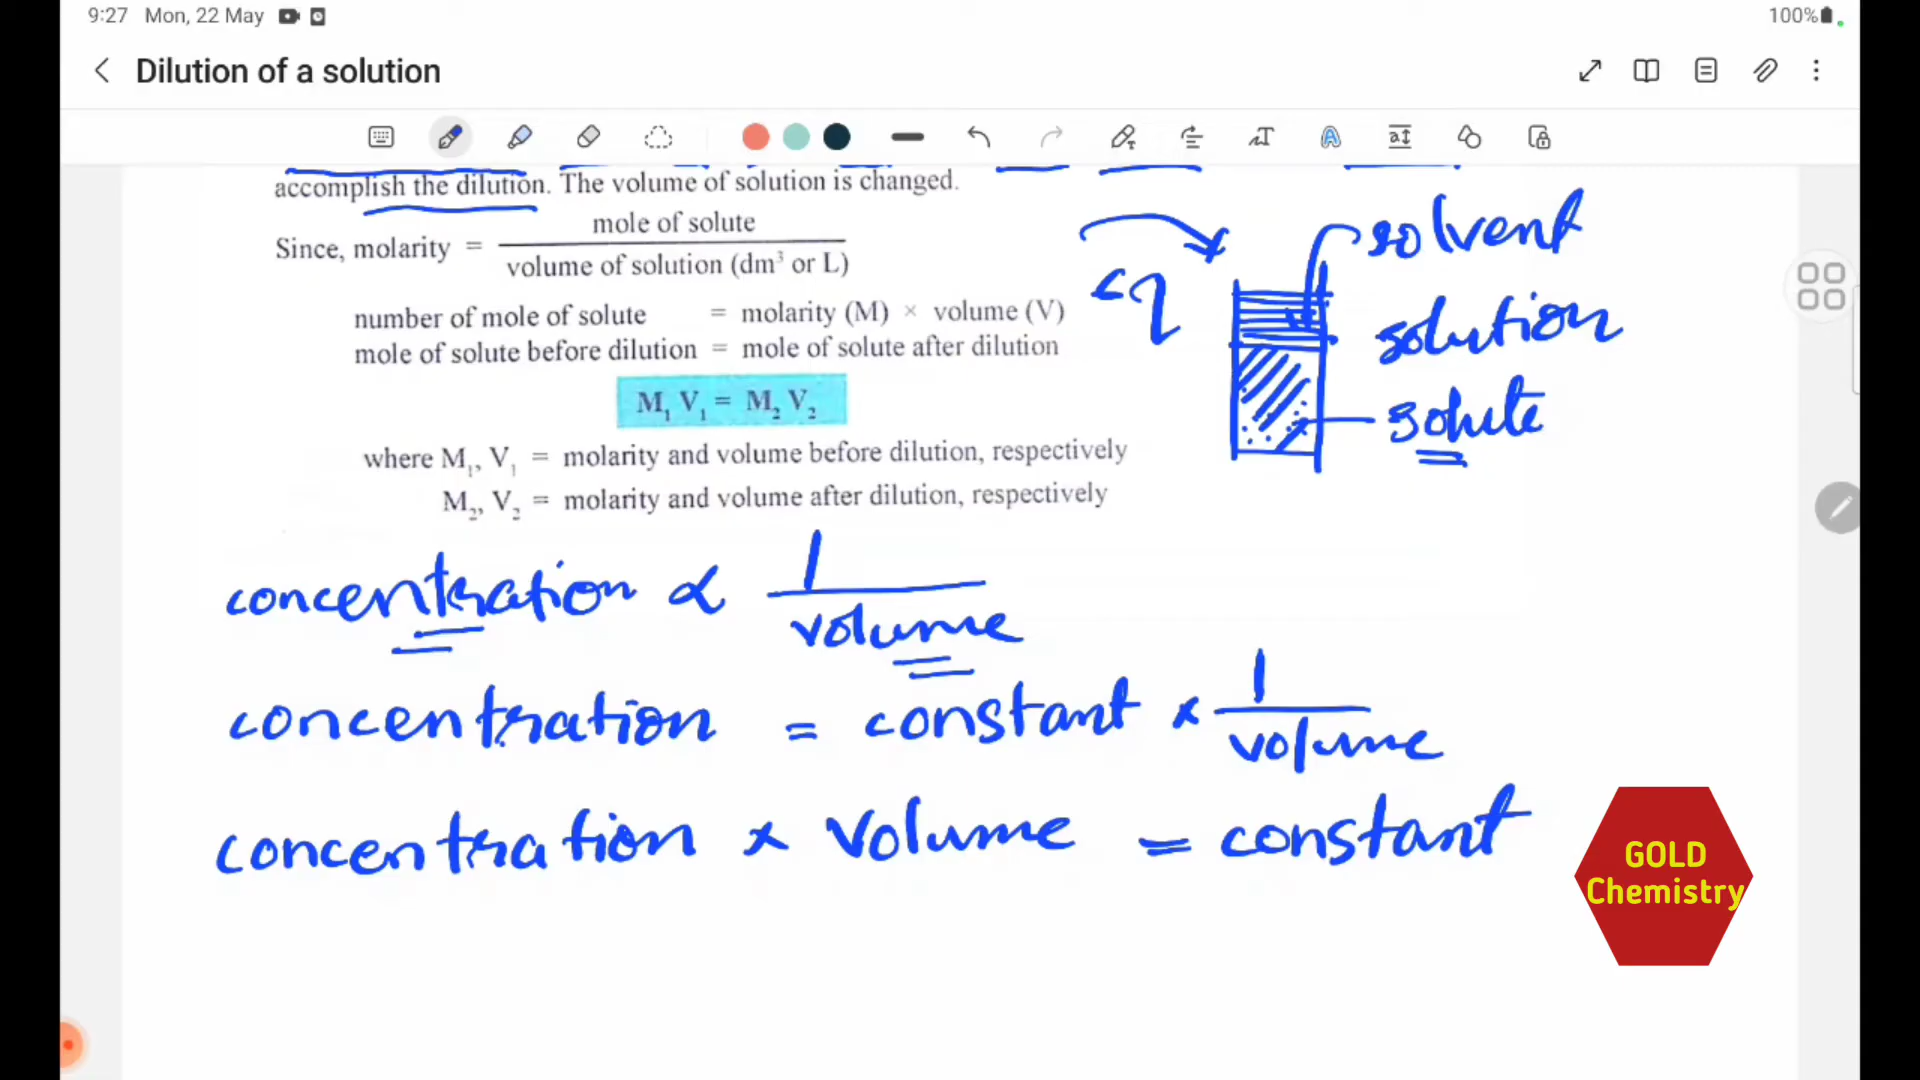 9:27 Mon, 22 May
100%
Dilution of a solution
accomplish the dilution. The volume of solution is changed.
Since, molarity = mole of solute / volume of solution (dm³ or L)
number of mole of solute = molarity (M) × volume (V)
mole of solute before dilution = mole of solute after dilution
M₁ V₁ = M₂ V₂
where M₁, V₁ = molarity and volume before dilution, respectively
M₂, V₂ = molarity and volume after dilution, respectively
solvent
solution
solute
concentration ∝ 1 / volume
concentration = constant × 1 / volume
concentration × volume = constant
GOLD
Chemistry